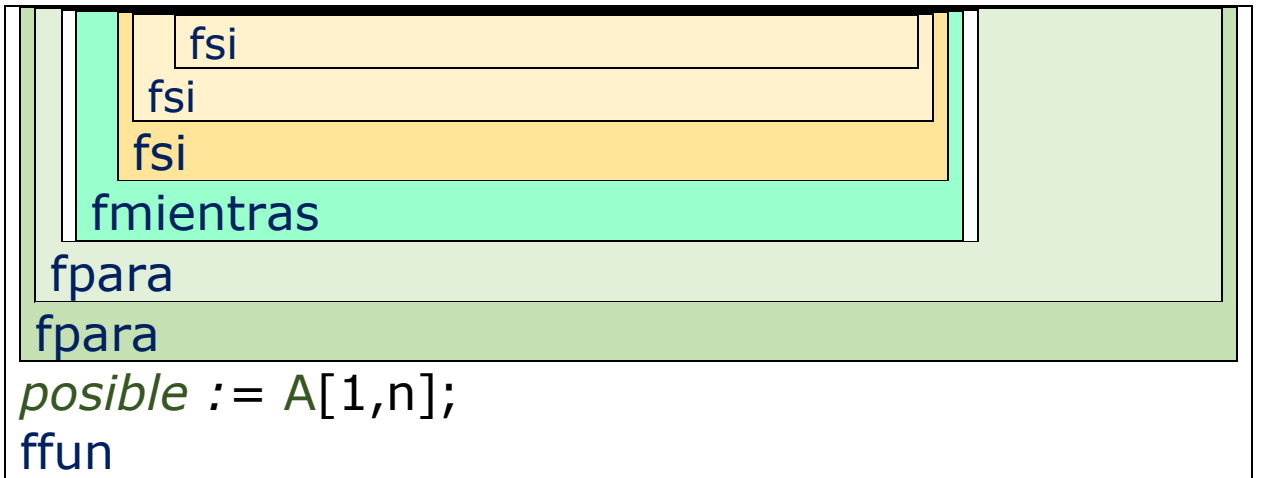 fsi
fsi
fsi
fmientras
fpara
fpara
posible := A[1,n];
ffun